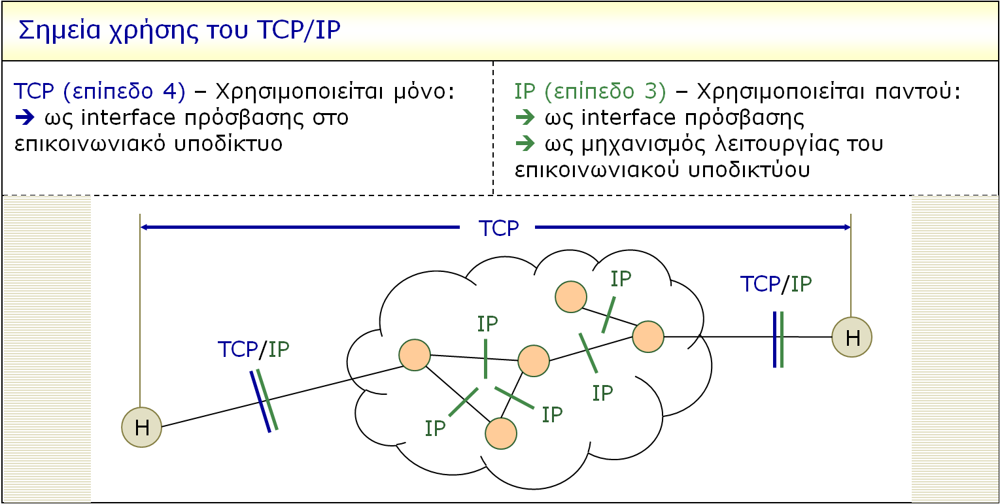 Σημεία χρήσης του TCP/IP
TCP (επίπεδο 4) – Χρησιμοποιείται μόνο:
➔ ως interface πρόσβασης στο
επικοινωνιακό υποδίκτυο
IP (επίπεδο 3) – Χρησιμοποιείται παντού:
➔ ως interface πρόσβασης
➔ ως μηχανισμός λειτουργίας του
επικοινωνιακού υποδικτύου
TCP
IP
TCP/IP
IP
H
TCP/IP
IP
IP
IP
H